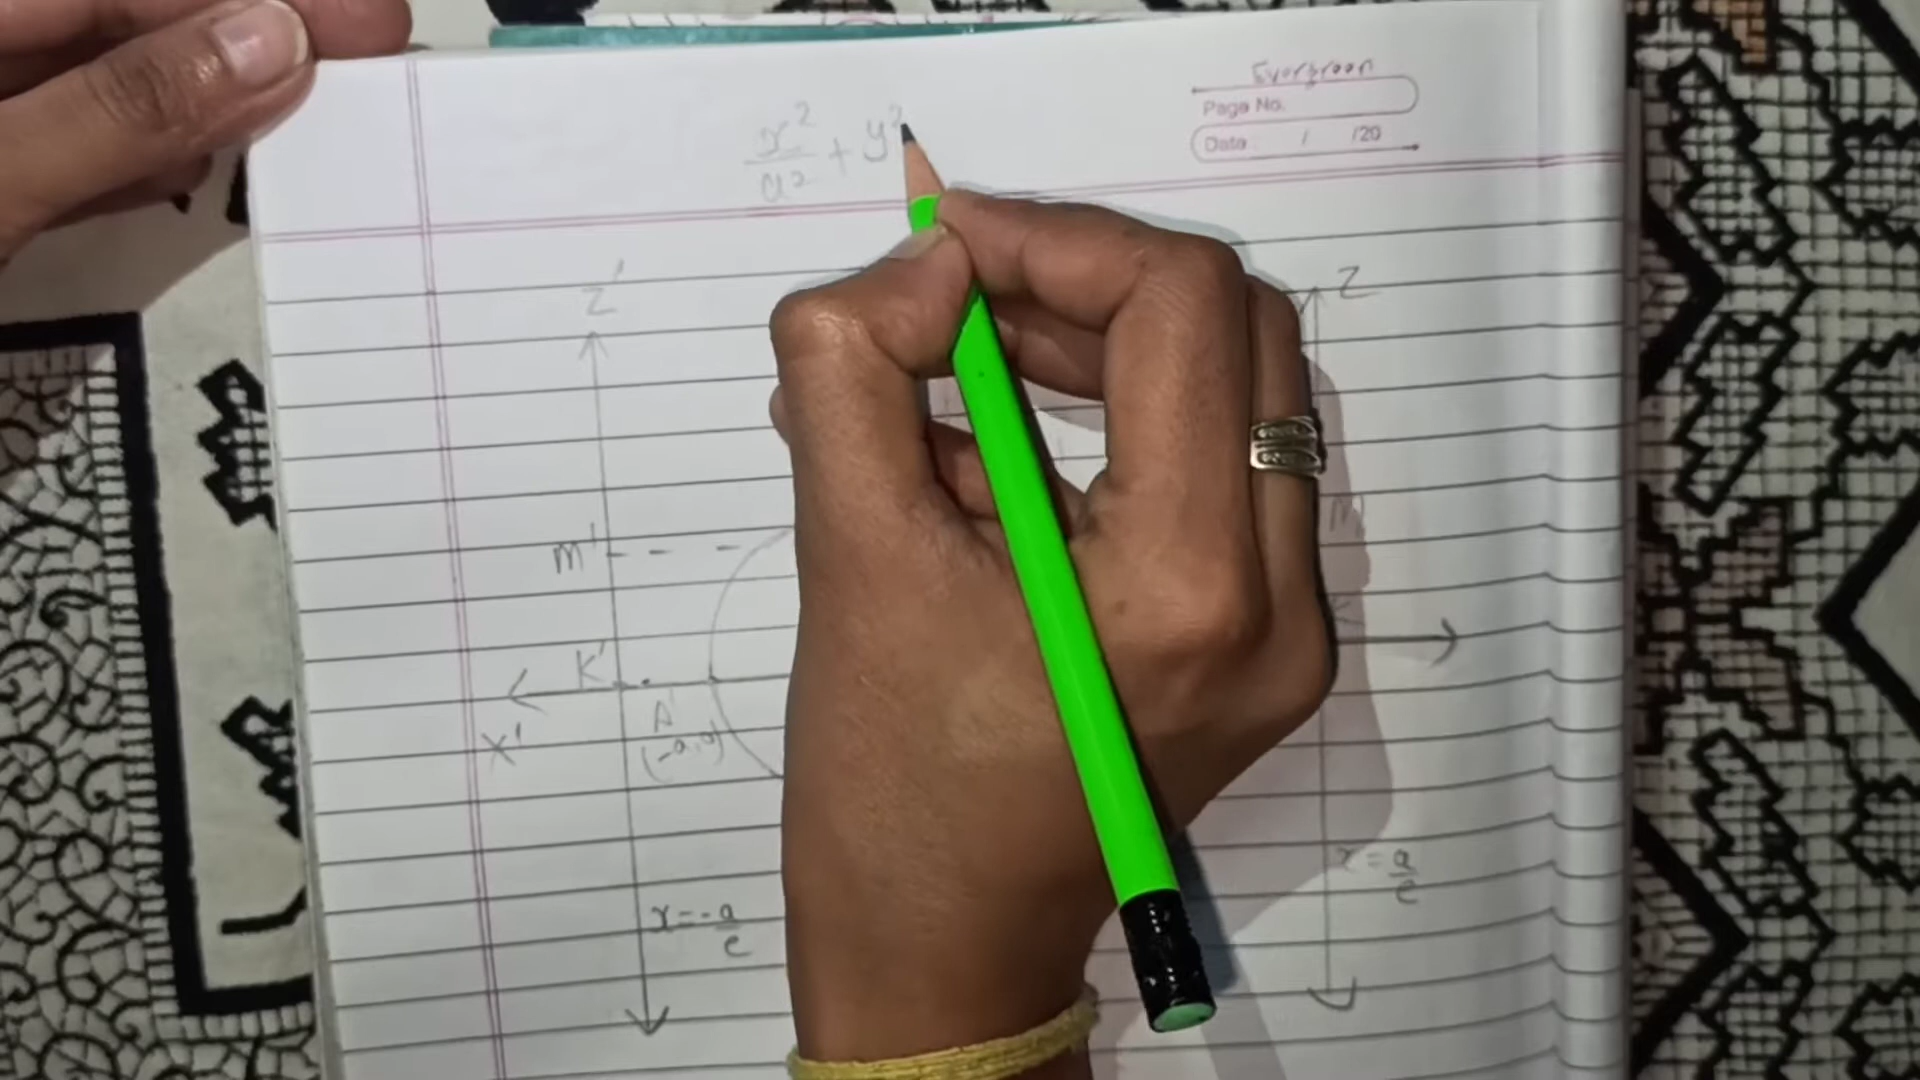 Evergreen
Page No.
Date / /20
x²/a² + y²
Z'
Z
m'
m
K'
A'
(-a, 0)
X'
x = a/e
x = -a/e